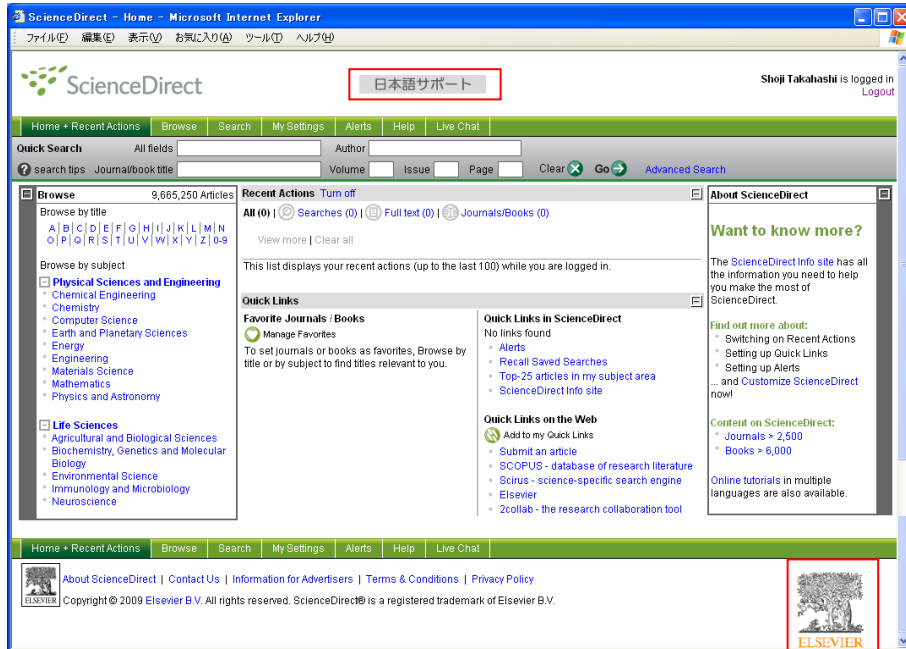 ScienceDirect - Home - Microsoft Internet Explorer
ファイル(F) 編集(E) 表示(V) お気に入り(A) ツール(T) ヘルプ(H)
ScienceDirect
日本語サポート
Shoji Takahashi is logged in
Logout
Home + Recent Actions Browse Search My Settings Alerts Help Live Chat
Quick Search All fields Author
? search tips Journal/book title Volume Issue Page Clear Go Advanced Search
Browse 9,665,250 Articles
Browse by title
A | B | C | D | E | F | G | H | I | J | K | L | M | N
O | P | Q | R | S | T | U | V | W | X | Y | Z | 0-9
Browse by subject
Physical Sciences and Engineering
Chemical Engineering
Chemistry
Computer Science
Earth and Planetary Sciences
Energy
Engineering
Materials Science
Mathematics
Physics and Astronomy
Life Sciences
Agricultural and Biological Sciences
Biochemistry, Genetics and Molecular
Biology
Environmental Science
Immunology and Microbiology
Neuroscience
Recent Actions Turn off
All (0) | Searches (0) | Full text (0) | Journals/Books (0)
View more | Clear all
This list displays your recent actions (up to the last 100) while you are logged in.
Quick Links
Favorite Journals / Books
Manage Favorites
To set journals or books as favorites, Browse by
title or by subject to find titles relevant to you.
Quick Links in ScienceDirect
No links found
Alerts
Recall Saved Searches
Top-25 articles in my subject area
ScienceDirect Info site
Quick Links on the Web
Add to my Quick Links
Submit an article
SCOPUS - database of research literature
Scirus - science-specific search engine
Elsevier
2collab - the research collaboration tool
About ScienceDirect
Want to know more?
The ScienceDirect Info site has all
the information you need to help
you make the most of
ScienceDirect.
Find out more about:
Switching on Recent Actions
Setting up Quick Links
Setting up Alerts
... and Customize ScienceDirect
now!
Content on ScienceDirect:
Journals > 2,500
Books > 6,000
Online tutorials in multiple
languages are also available.
Home + Recent Actions Browse Search My Settings Alerts Help Live Chat
ELSEVIER
About ScienceDirect | Contact Us | Information for Advertisers | Terms & Conditions | Privacy Policy
Copyright © 2009 Elsevier B.V. All rights reserved. ScienceDirect® is a registered trademark of Elsevier B.V.
ELSEVIER